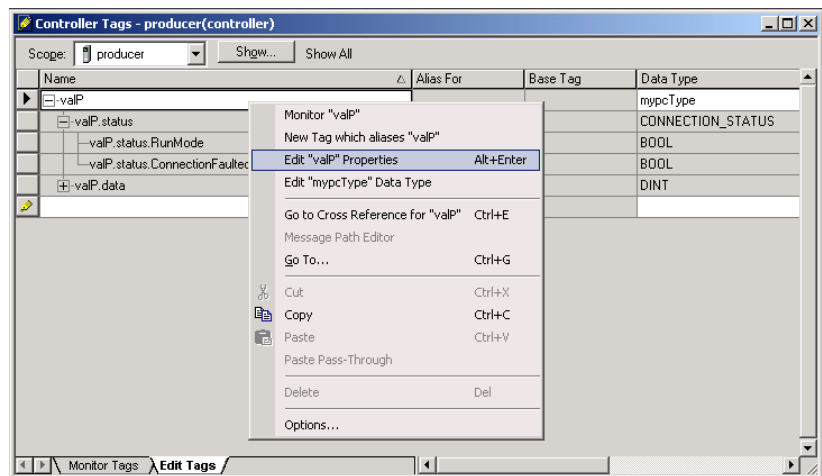 Controller Tags - producer(controller)
Scope: producer Show... Show All
Name Alias For Base Tag Data Type
valP mypcType
valP.status CONNECTION_STATUS
valP.status.RunMode BOOL
valP.status.ConnectionFaulted BOOL
valP.data DINT
Monitor "valP"
New Tag which aliases "valP"
Edit "valP" Properties Alt+Enter
Edit "mypcType" Data Type
Go to Cross Reference for "valP" Ctrl+E
Message Path Editor
Go To... Ctrl+G
Cut Ctrl+X
Copy Ctrl+C
Paste Ctrl+V
Paste Pass-Through
Delete Del
Options...
Monitor Tags Edit Tags